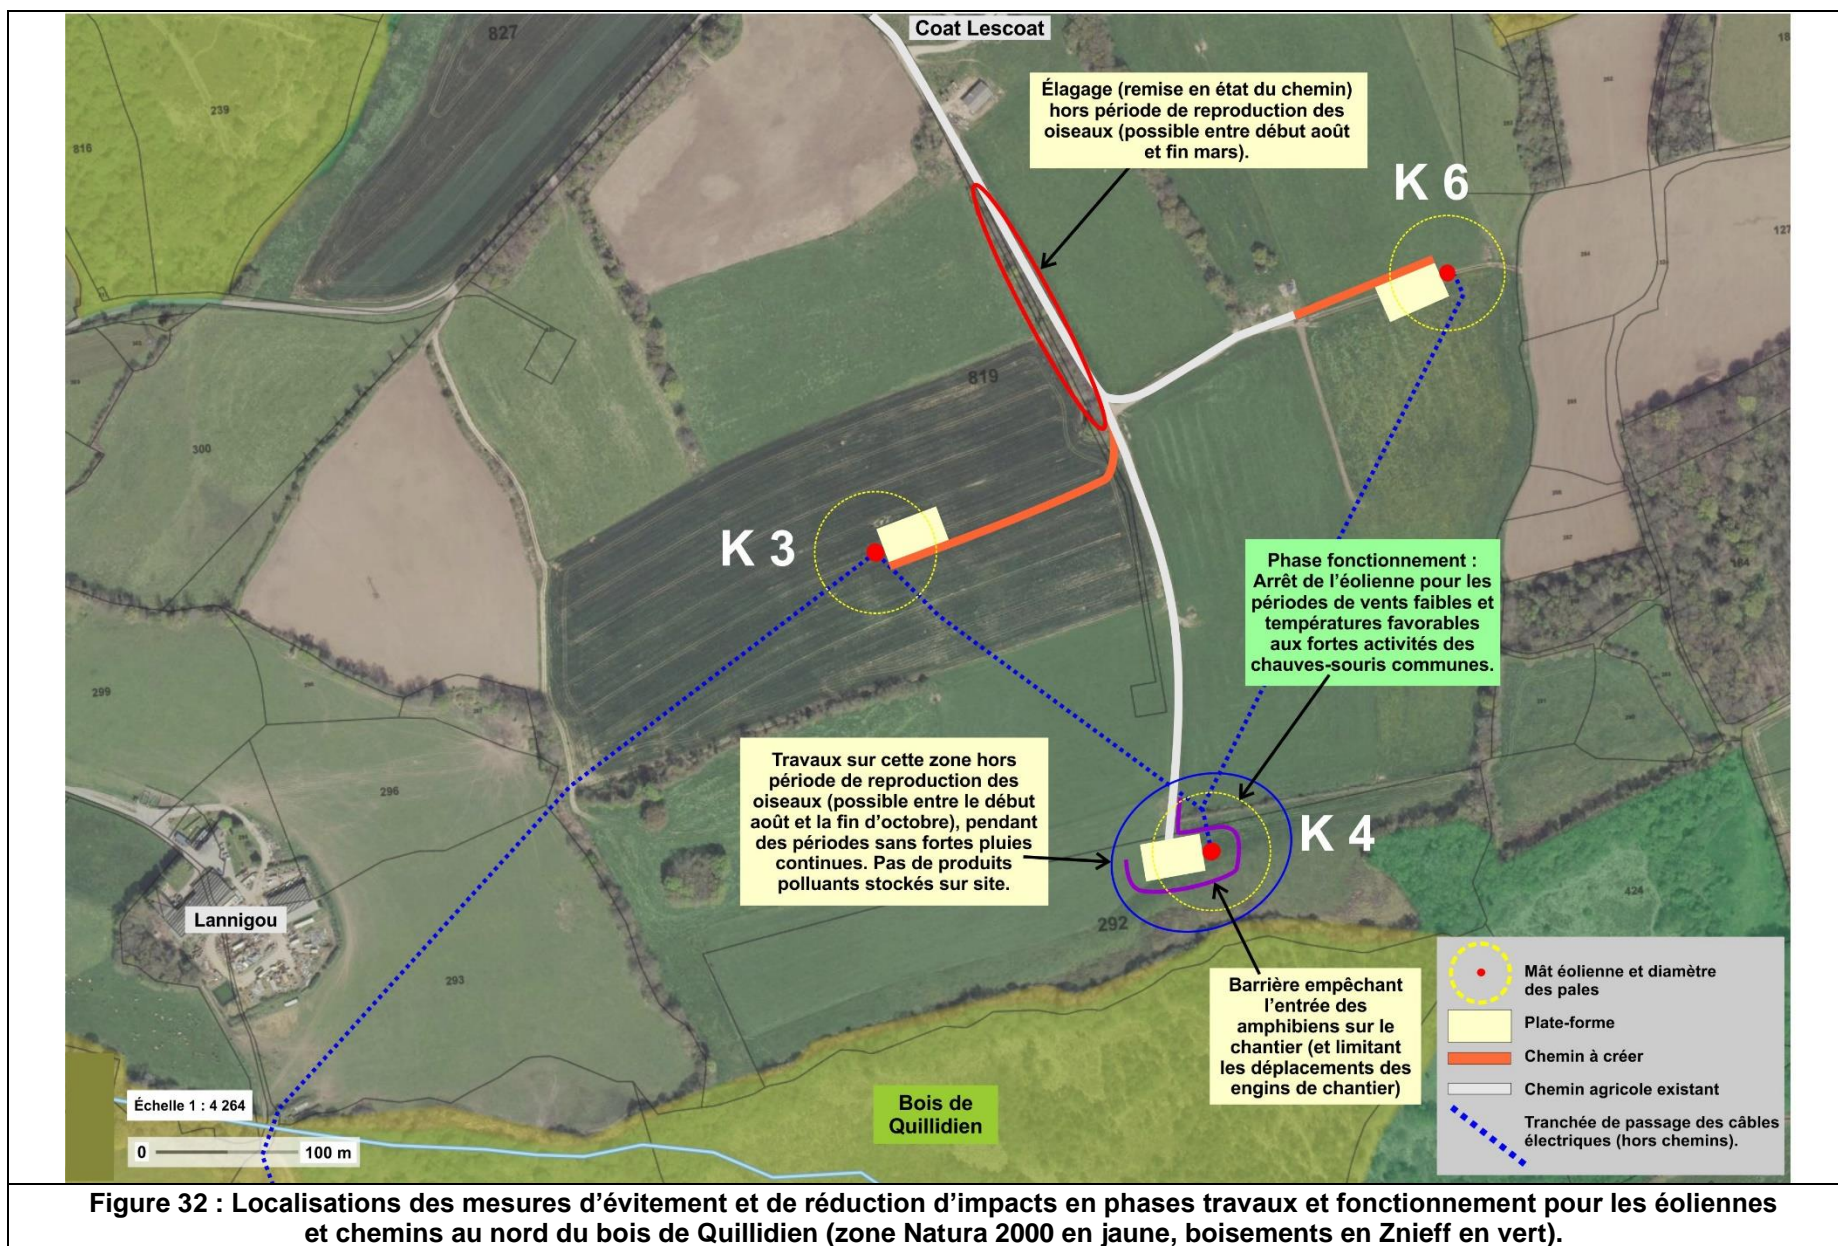 Coat Lescoat
827
239
816
Élagage (remise en état du chemin)
hors période de reproduction des
oiseaux (possible entre début août
et fin mars).
K 6
127
819
300
K 3
Phase fonctionnement :
Arrêt de l'éolienne pour les
périodes de vents faibles et
températures favorables
aux fortes activités des
chauves-souris communes.
299
296
Travaux sur cette zone hors
période de reproduction des
oiseaux (possible entre le début
août et la fin d'octobre), pendant
des périodes sans fortes pluies
continues. Pas de produits
polluants stockés sur site.
K 4
424
292
Lannigou
293
Barrière empêchant
l'entrée des
amphibiens sur le
chantier (et limitant
les déplacements des
engins de chantier)
Mât éolienne et diamètre
des pales
Plate-forme
Chemin à créer
Chemin agricole existant
Tranchée de passage des câbles
électriques (hors chemins).
Bois de
Quillidien
Échelle 1 : 4 264
0 100 m
Figure 32 : Localisations des mesures d'évitement et de réduction d'impacts en phases travaux et fonctionnement pour les éoliennes
et chemins au nord du bois de Quillidien (zone Natura 2000 en jaune, boisements en Znieff en vert).